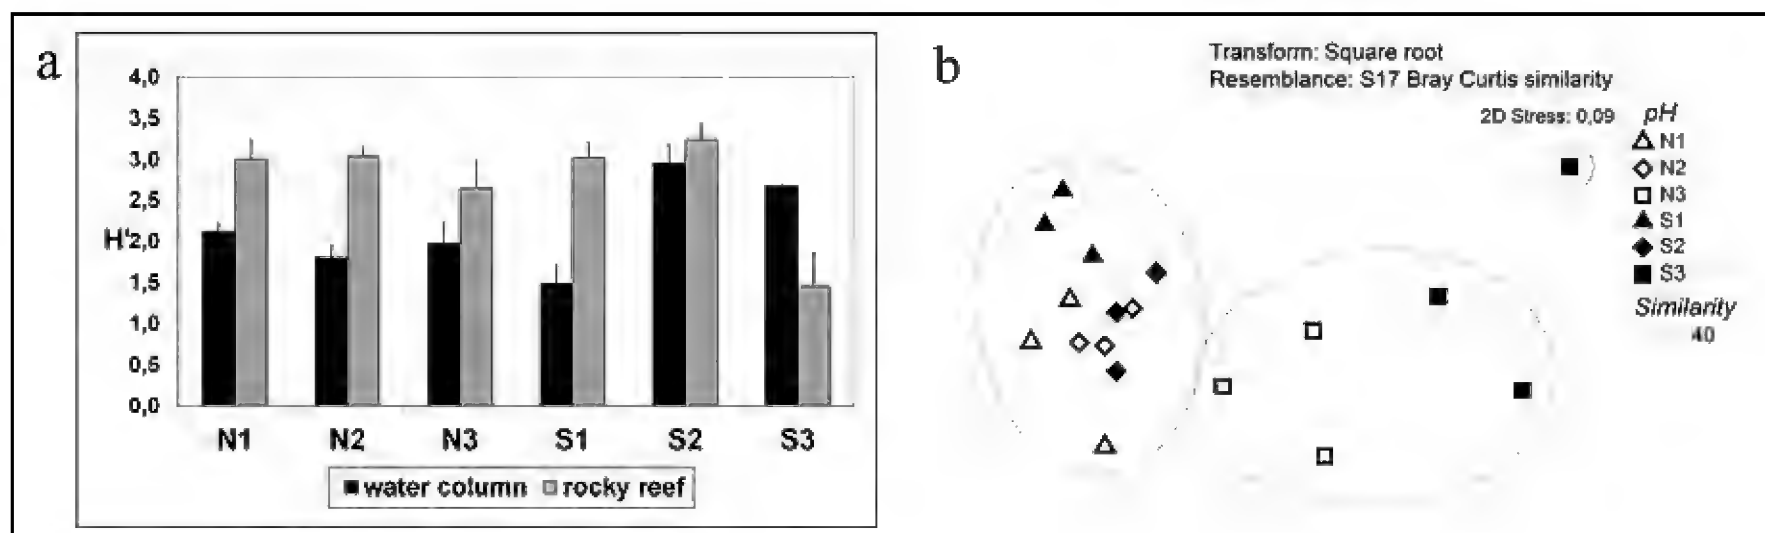 a
4,0
3,5
3,0
2,5
H'2,0
1,5
1,0
0,5
0,0
N1 N2 N3 S1 S2 S3
water column rocky reef
b
Transform: Square root
Resemblance: S17 Bray Curtis similarity
2D Stress: 0,09
pH
N1
N2
N3
S1
S2
S3
Similarity
40